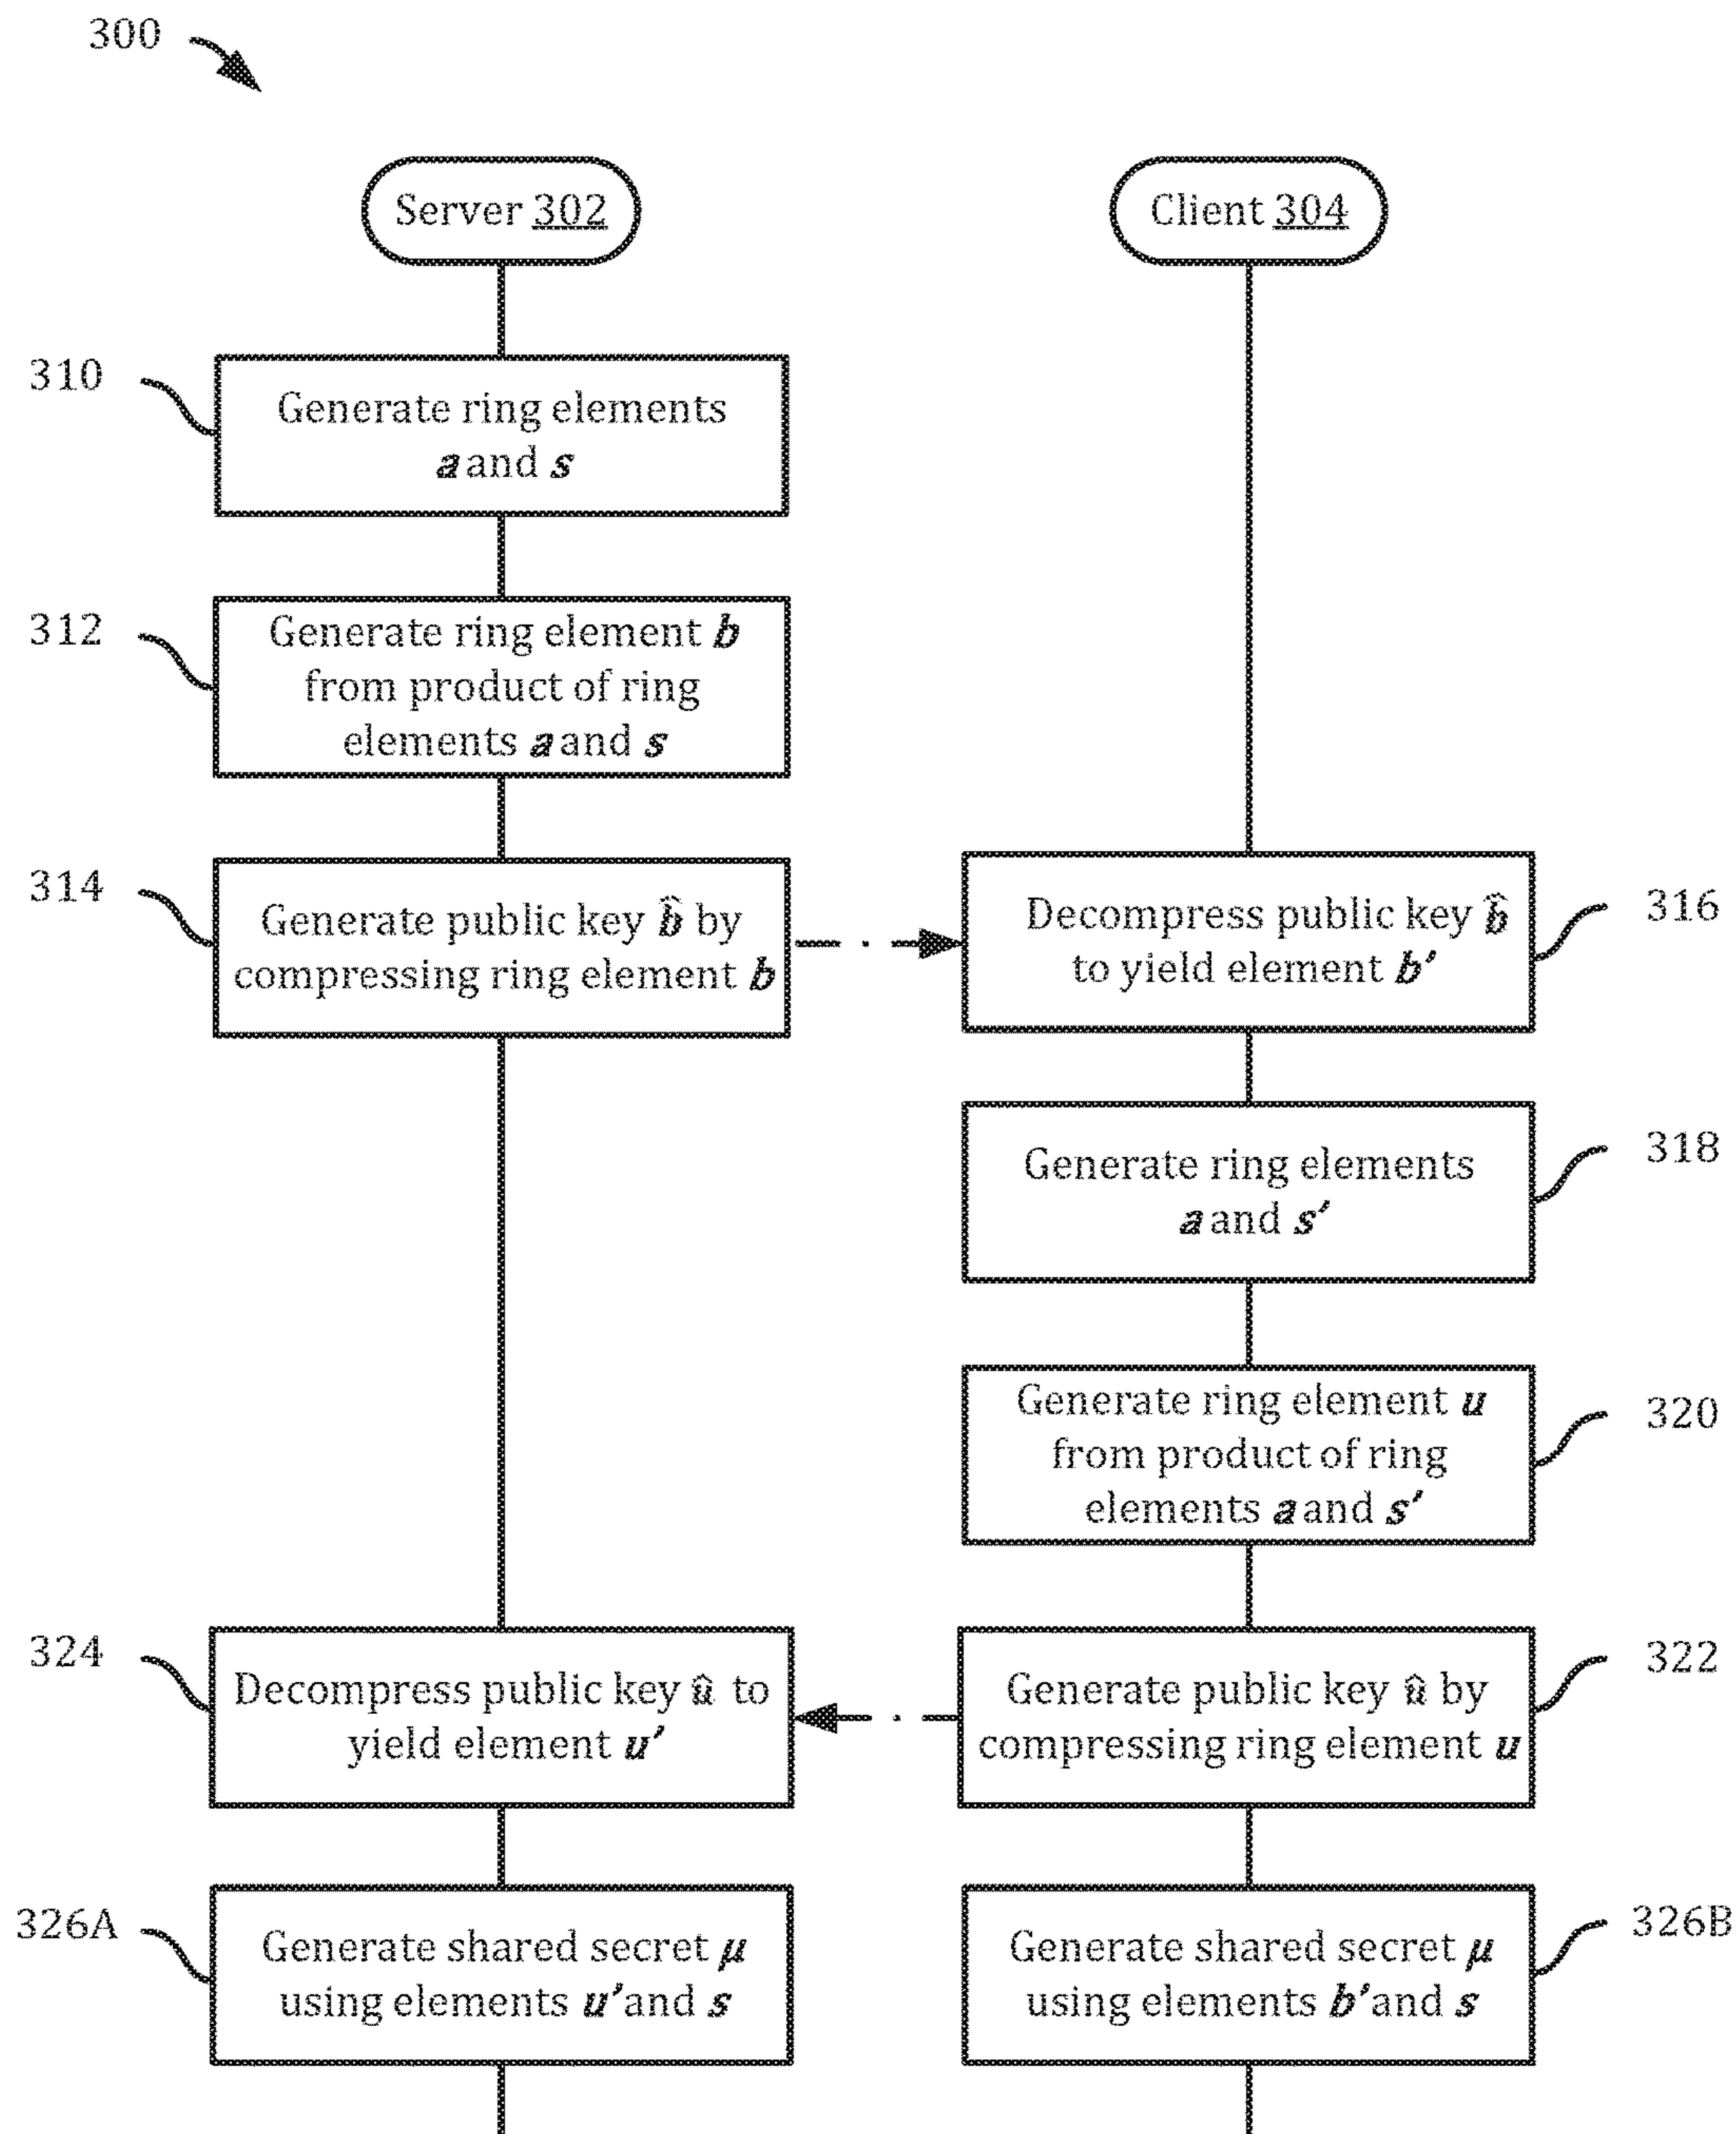 300
Server 302
Client 304
310
Generate ring elements
a and s
312
Generate ring element b
from product of ring
elements a and s
314
Generate public key b̂ by
compressing ring element b
Decompress public key b̂
to yield element b'
316
Generate ring elements
a and s'
318
Generate ring element u
from product of ring
elements a and s'
320
324
Decompress public key û to
yield element u'
Generate public key û by
compressing ring element u
322
326A
Generate shared secret μ
using elements u' and s
Generate shared secret μ
using elements b' and s
326B